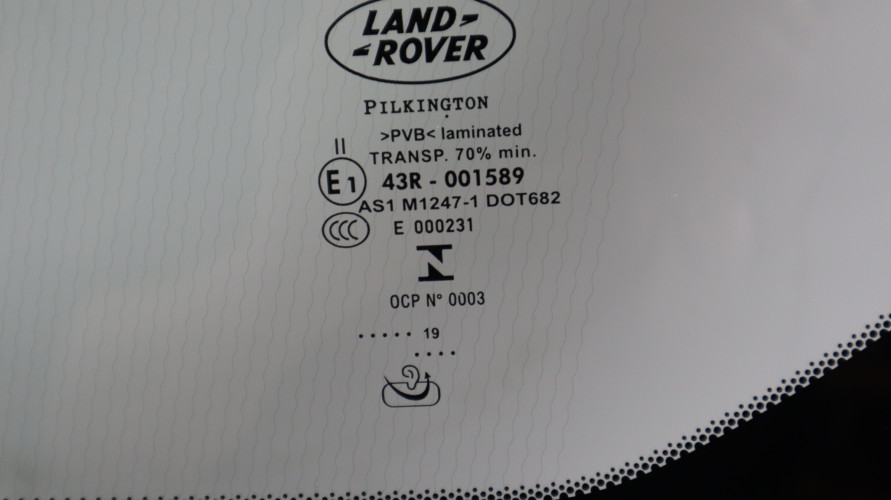 LAND
ROVER
PILKINGTON
>PVB< laminated
II
TRANSP. 70% min.
E1 43R - 001589
AS1 M1247-1 DOT682
CCC E 000231
N
OCP N° 0003
..... 19
....